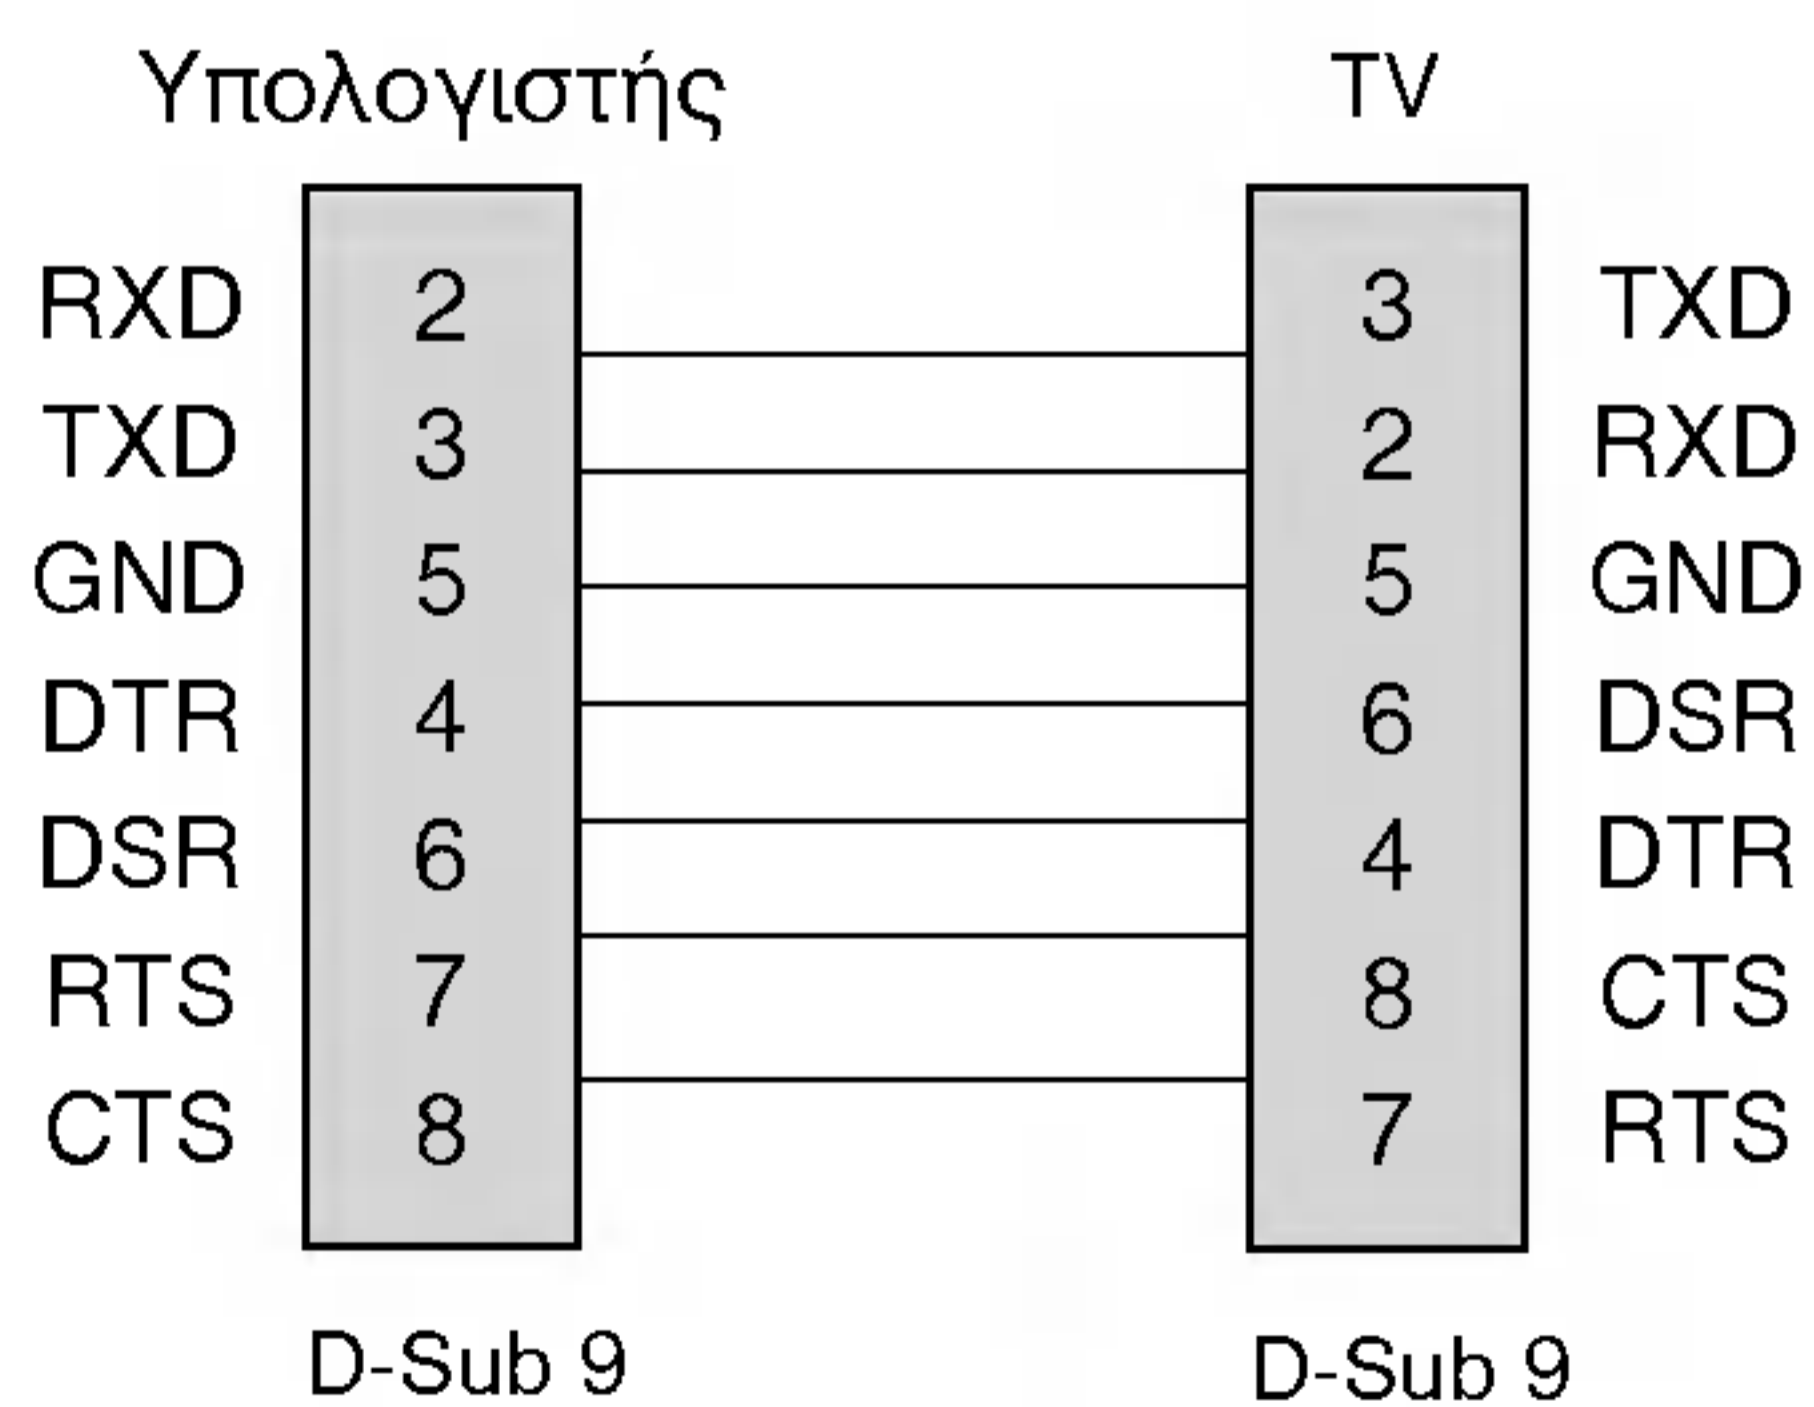 Υπολογιστής TV
RXD 2 3 TXD
TXD 3 2 RXD
GND 5 5 GND
DTR 4 6 DSR
DSR 6 4 DTR
RTS 7 8 CTS
CTS 8 7 RTS
D-Sub 9 D-Sub 9